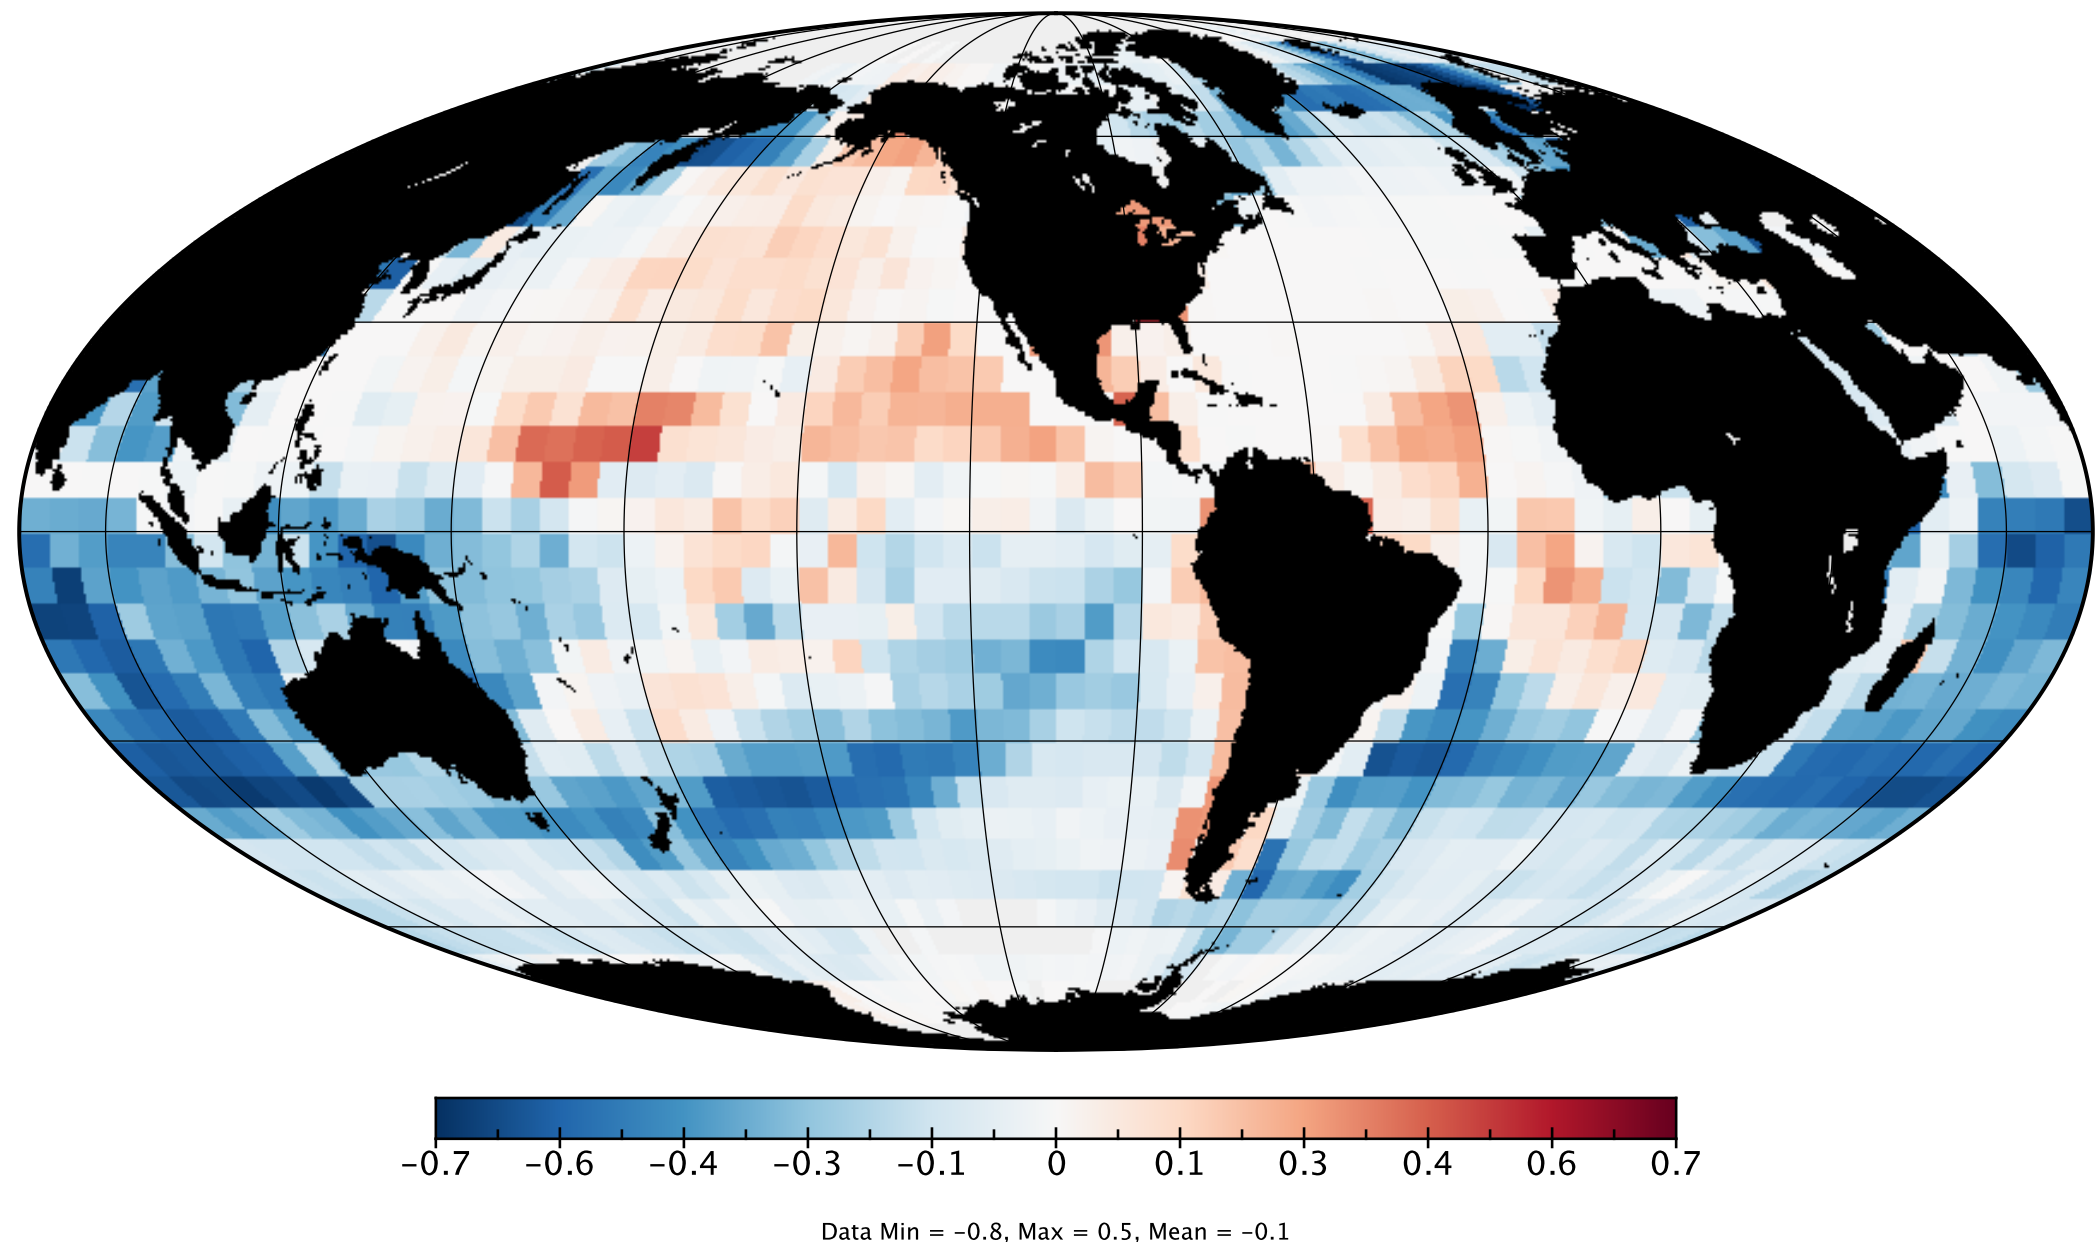 −0.7 −0.6 −0.4 −0.3 −0.1 0 0.1 0.3 0.4 0.6 0.7
Data Min = −0.8, Max = 0.5, Mean = −0.1